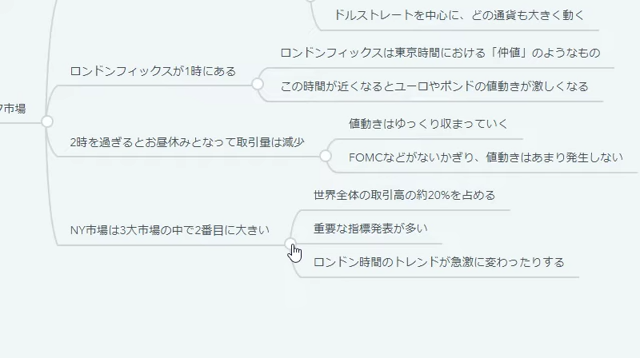 ドルストレートを中心に、どの通貨も大きく動く
ロンドンフィックスは東京時間における「仲値」のようなもの
ロンドンフィックスが1時にある
この時間が近くなるとユーロやポンドの値動きが激しくなる
市場
値動きはゆっくり収まっていく
2時を過ぎるとお昼休みとなって取引量は減少
FOMCなどがないかぎり、値動きはあまり発生しない
世界全体の取引高の約20%を占める
NY市場は3大市場の中で2番目に大きい
重要な指標発表が多い
ロンドン時間のトレンドが急激に変わったりする